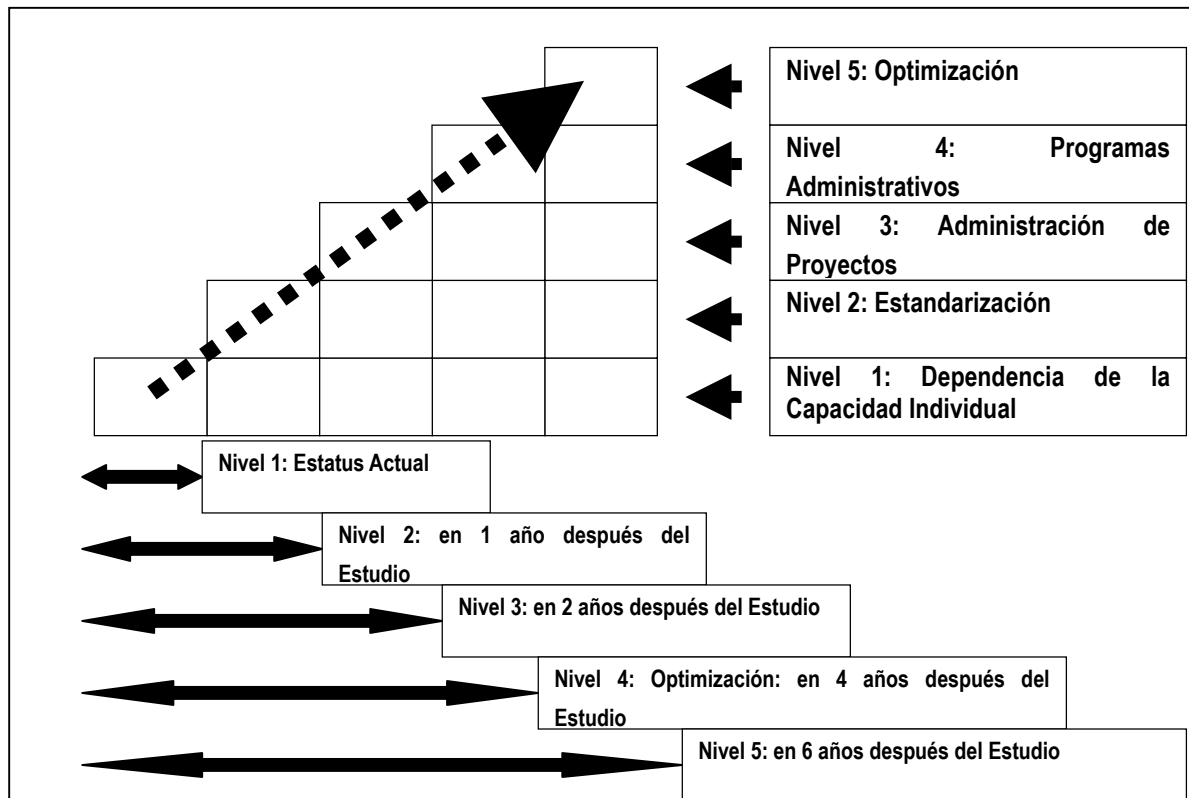 Nivel 5: Optimización
Nivel 4: Programas
Administrativos
Nivel 3: Administración de
Proyectos
Nivel 2: Estandarización
Nivel 1: Dependencia de la
Capacidad Individual
Nivel 1: Estatus Actual
Nivel 2: en 1 año después del
Estudio
Nivel 3: en 2 años después del Estudio
Nivel 4: Optimización: en 4 años después del
Estudio
Nivel 5: en 6 años después del Estudio